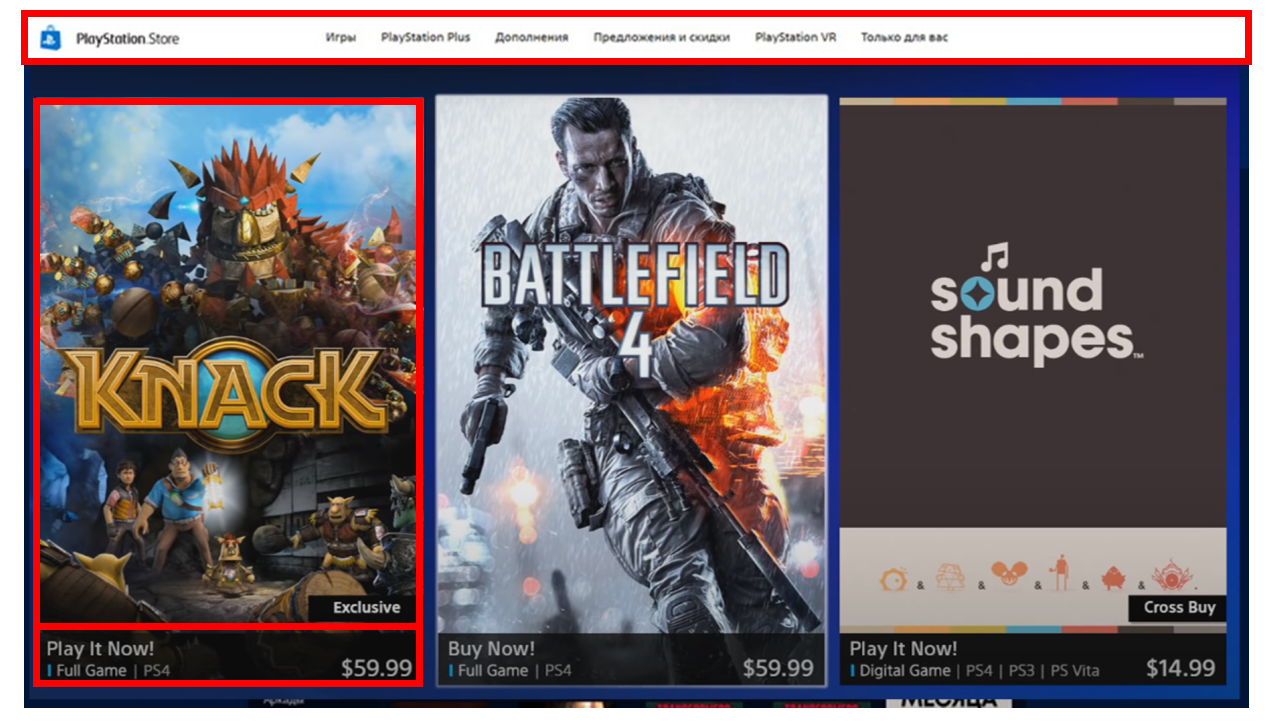 PlayStation Store
Игры PlayStation Plus Дополнения Предложения и скидки PlayStation VR Только для вас
KNACK
Exclusive
Play It Now!
Full Game | PS4 $59.99
BATTLEFIELD
4
Buy Now!
Full Game | PS4 $59.99
sound
shapes™
& & & & &
Cross Buy
Play It Now!
Digital Game | PS4 | PS3 | PS Vita $14.99
Аркады
МЕСЯЦА